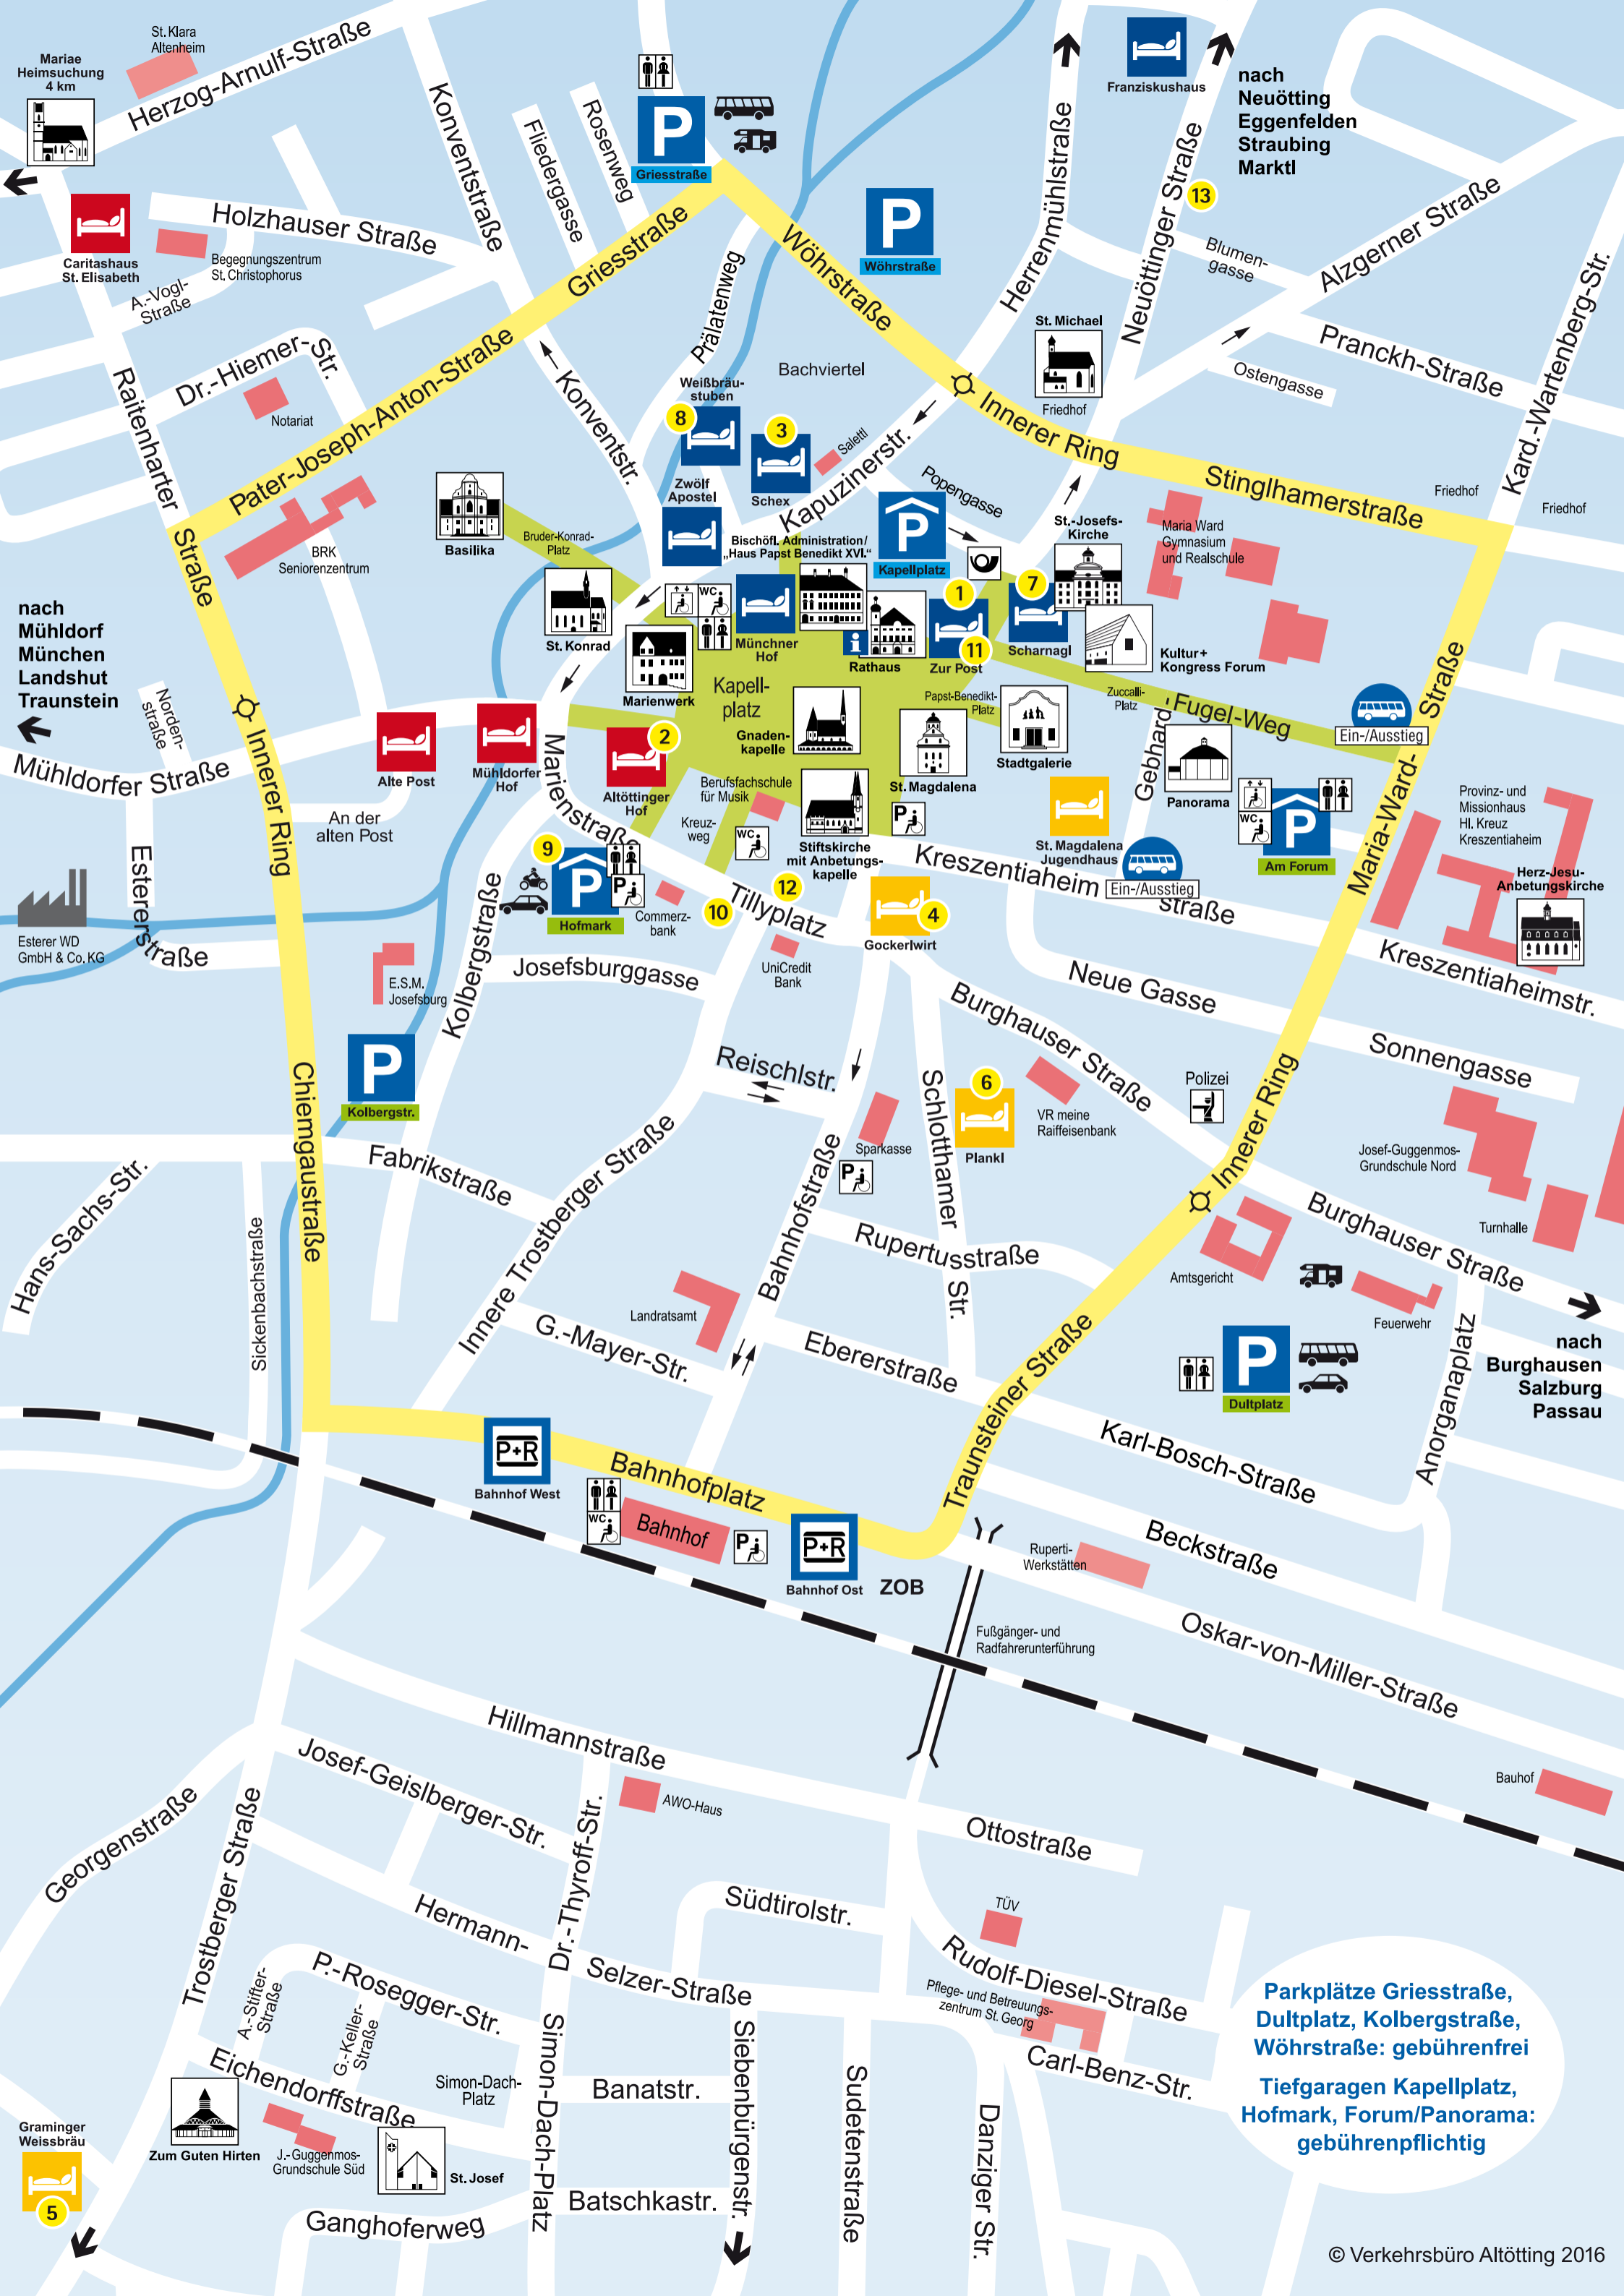 St. Klara
Altenheim
Mariae
Heimsuchung
4 km
Herzog-Arnulf-Straße
Konventstraße
Fliedergasse
Rosenweg
P
Griesstraße
Franziskushaus
nach
Neuötting
Eggenfelden
Straubing
Marktl
Herrenmühlstraße
Neuöttinger Straße
13
Blumen-
gasse
Alzgerner Straße
Pranckh-Straße
Ostengasse
Kard.-Wartenberg-Str.
Caritashaus
St. Elisabeth
Holzhauser Straße
Begegnungszentrum
St. Christophorus
A.-Vogl-
Straße
Griesstraße
Wöhrstraße
P
Wöhrstraße
Prälatenweg
Dr.-Hiemer-Str.
Notariat
Raitenharter
Straße
Pater-Joseph-Anton-Straße
Konventstr.
Bachviertel
Weißbräu-
stuben
8
3
Schex
Salettl
Kapuzinerstr.
Popengasse
St. Michael
Friedhof
Innerer Ring
Stinglhamerstraße
Friedhof
Friedhof
BRK
Seniorenzentrum
Basilika
Bruder-Konrad-
Platz
Zwölf
Apostel
Bischöfl. Administration/
„Haus Papst Benedikt XVI.“
P
Kapellplatz
St.-Josefs-
Kirche
Maria Ward
Gymnasium
und Realschule
St. Konrad
WC
Münchner
Hof
i
Rathaus
1
11
Zur Post
7
Scharnagl
Kultur+
Kongress Forum
nach
Mühldorf
München
Landshut
Traunstein
Norden-
straße
Mühldorfer Straße
Innerer Ring
Marienwerk
Kapell-
platz
Gnaden-
kapelle
Papst-Benedikt-
Platz
St. Magdalena
P
Stadtgalerie
Zuccalli-
Platz
Gebhard-Fugel-Weg
Ein-/Ausstieg
Maria-Ward-Straße
Panorama
Alte Post
Mühldorfer
Hof
Marienstraße
2
Altöttinger
Hof
Berufsfachschule
für Musik
Kreuz-
weg
WC
Stiftskirche
mit Anbetungs-
kapelle
An der
alten Post
Estererstraße
Esterer WD
GmbH & Co. KG
9
P
Hofmark
P
Commerz-
bank
10
12
Tillyplatz
UniCredit
Bank
4
Gockerlwirt
St. Magdalena
Jugendhaus
Ein-/Ausstieg
Kreszentiaheim
straße
WC
P
Am Forum
Provinz- und
Missionhaus
Hl. Kreuz
Kreszentiaheim
Herz-Jesu-
Anbetungskirche
Kreszentiaheimstr.
Kolbergstraße
Josefsburggasse
E.S.M.
Josefsburg
P
Kolbergstr.
Chiemgaustraße
Neue Gasse
Burghauser Straße
Sonnengasse
Reischlstr.
Schlotthamer
Str.
6
Plankl
VR meine
Raiffeisenbank
Polizei
Innerer Ring
Josef-Guggenmos-
Grundschule Nord
Turnhalle
Sparkasse
P
Bahnhofstraße
Fabrikstraße
Innere Trostberger Straße
Hans-Sachs-Str.
Sickenbachstraße
Rupertusstraße
Landratsamt
G.-Mayer-Str.
Ebererstraße
Traunsteiner Straße
Amtsgericht
Burghauser Straße
Feuerwehr
P
Dultplatz
Anorganaplatz
nach
Burghausen
Salzburg
Passau
Karl-Bosch-Straße
P+R
Bahnhof West
Bahnhofplatz
WC
Bahnhof
P
P+R
Bahnhof Ost
ZOB
Ruperti-
Werkstätten
Beckstraße
Oskar-von-Miller-Straße
Fußgänger- und
Radfahrerunterführung
Bauhof
Hillmannstraße
Josef-Geislberger-Str.
AWO-Haus
Ottostraße
Georgenstraße
Trostberger Straße
Dr.-Thyroff-Str.
Hermann-
Selzer-Straße
Südtirolstr.
TÜV
Rudolf-Diesel-Straße
Pflege- und Betreuungs-
zentrum St. Georg
Carl-Benz-Str.
P.-Rosegger-Str.
A.-Stifter-
Straße
G.-Keller-
Straße
Eichendorffstraße
Simon-Dach-
Platz
Simon-Dach-Platz
Banatstr.
Siebenbürgenstr.
Sudetenstraße
Danziger Str.
Batschkastr.
Graminger
Weissbräu
5
Zum Guten Hirten
J.-Guggenmos-
Grundschule Süd
St. Josef
Ganghoferweg
Parkplätze Griesstraße,
Dultplatz, Kolbergstraße,
Wöhrstraße: gebührenfrei
Tiefgaragen Kapellplatz,
Hofmark, Forum/Panorama:
gebührenpflichtig
© Verkehrsbüro Altötting 2016